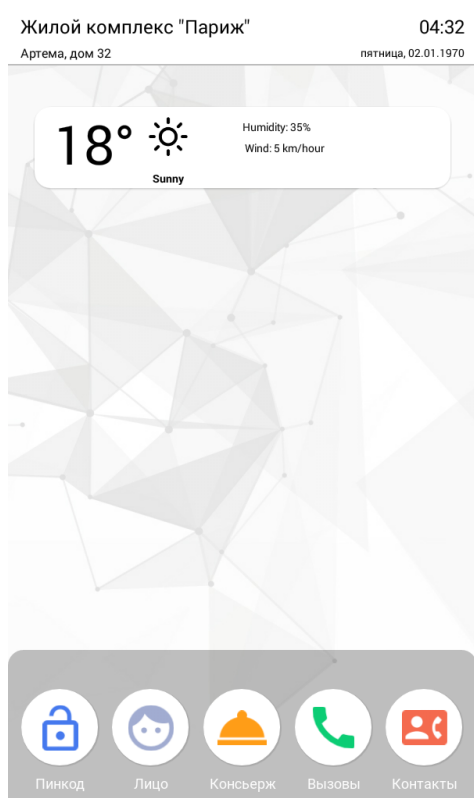 Жилой комплекс "Париж" 04:32
Артема, дом 32 пятница, 02.01.1970
18°
Humidity: 35%
Wind: 5 km/hour
Sunny
Пинкод Лицо Консьерж Вызовы Контакты